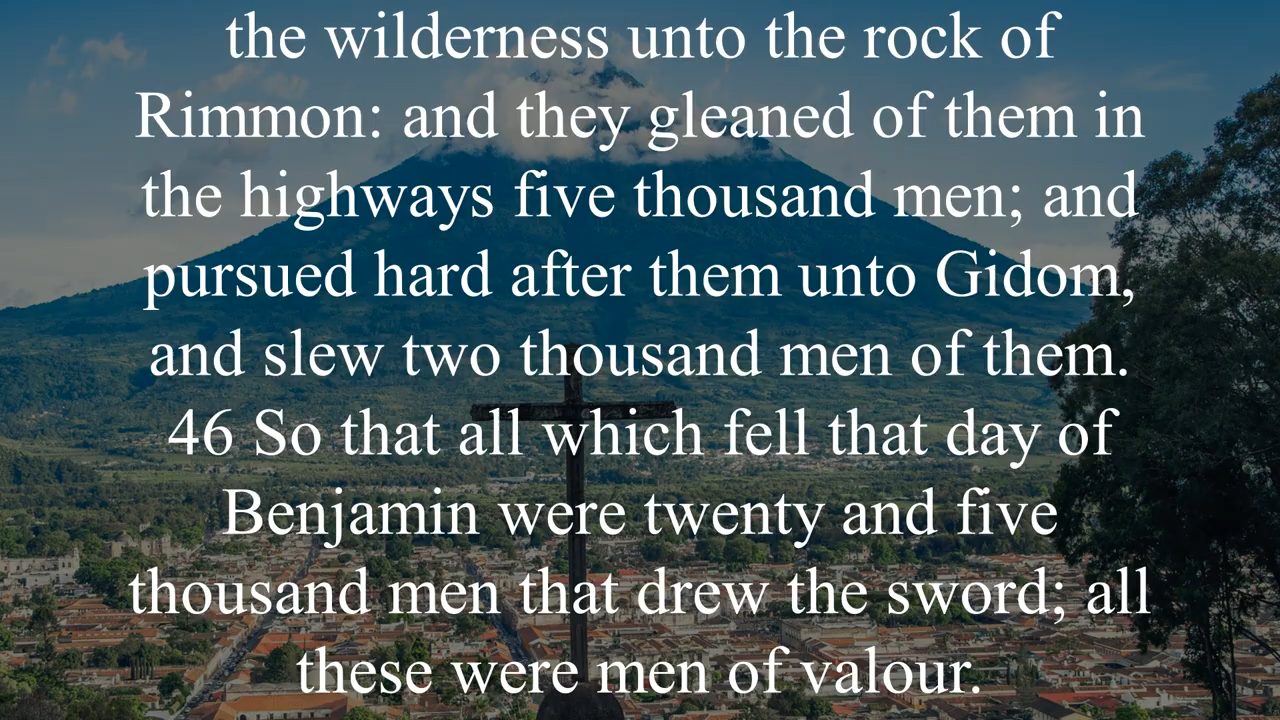 the wilderness unto the rock of
Rimmon: and they gleaned of them in
the highways five thousand men; and
pursued hard after them unto Gidom,
and slew two thousand men of them.
46 So that all which fell that day of
Benjamin were twenty and five
thousand men that drew the sword; all
these were men of valour.